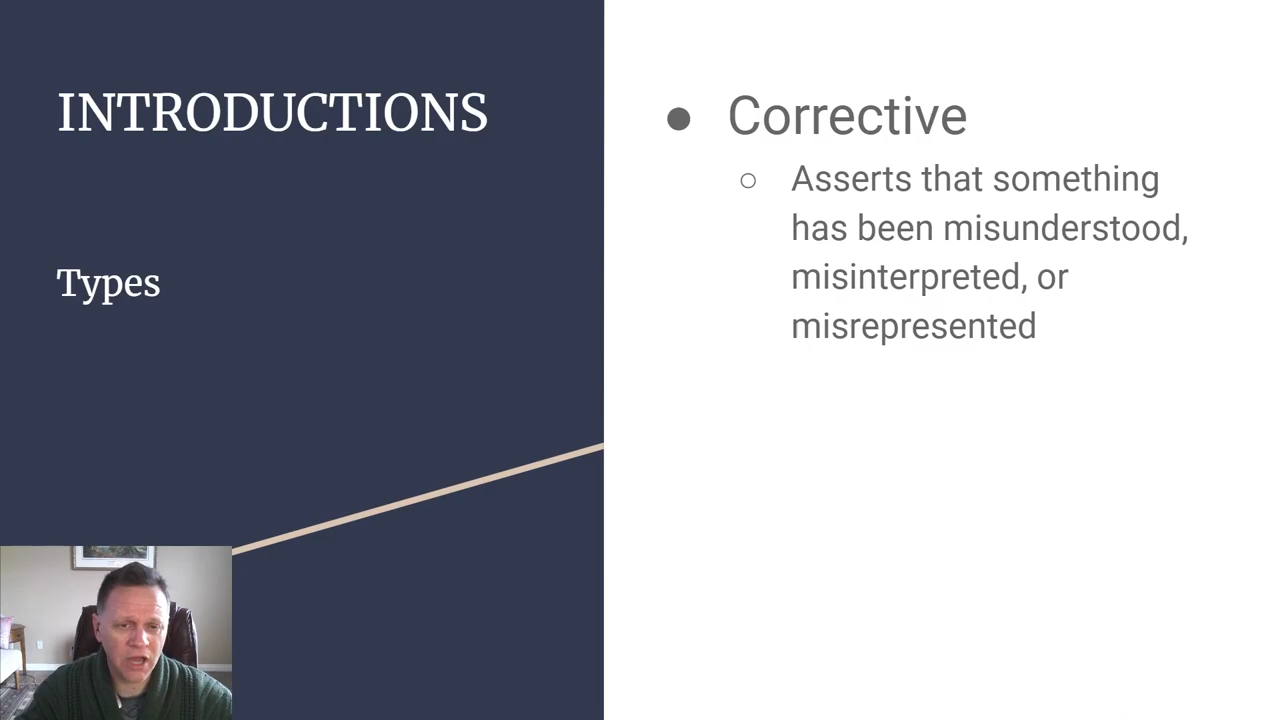 INTRODUCTIONS
Types
● Corrective
○ Asserts that something
has been misunderstood,
misinterpreted, or
misrepresented